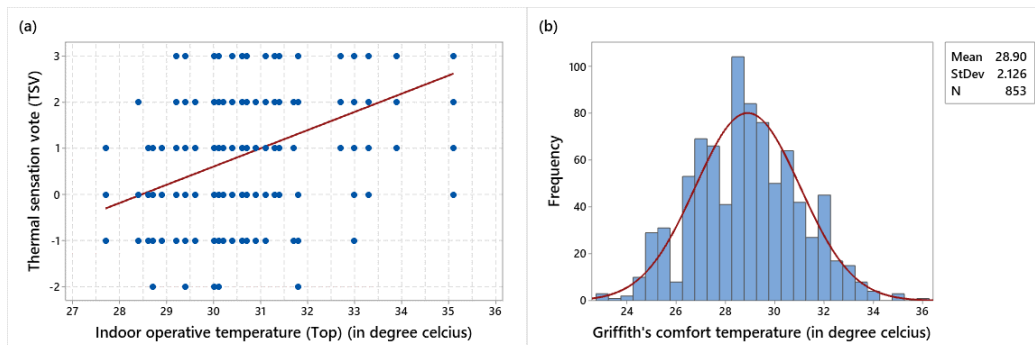 (a)
Thermal sensation vote (TSV)
3
2
1
0
-1
-2
27 28 29 30 31 32 33 34 35 36
Indoor operative temperature (Top) (in degree celcius)
(b)
Frequency
100
80
60
40
20
0
24 26 28 30 32 34 36
Griffith's comfort temperature (in degree celcius)
Mean 28.90
StDev 2.126
N 853